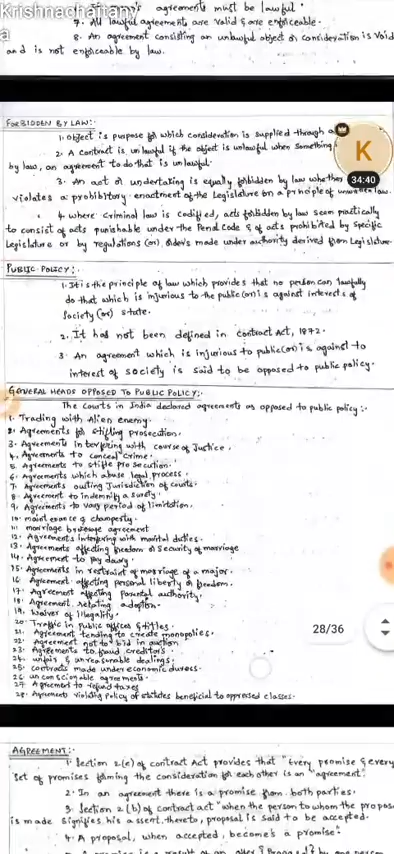 Krishnachaitany
a
agreements must be lawful.
7. All lawful agreements are valid & are enforceable.
8. An agreement consisting an unlawful object or consideration is void
and is not enforceable by law.
FORBIDDEN BY LAW:-
1. Object is purpose for which consideration is supplied through a
2. A contract is unlawful if the object is unlawful when something
by law, an agreement to do that is unlawful.
K
3. An act or undertaking is equally forbidden by law whether
34:40
violates a prohibitory enactment of the Legislature or a principle of unwritten law.
4. Where Criminal law is Codified, acts forbidden by law seem practically
to consist of acts punishable under the Penal Code & of acts prohibited by Specific
Legislature or by regulations (or) orders made under authority derived from Legislature
PUBLIC POLICY:-
1. It is the principle of law which provides that no person can lawfully
do that which is injurious to the public (or) is against interests of
society (or) state.
2. It has not been defined in Contract Act, 1872.
3. An agreement which is injurious to public (or) is against to
interest of society is said to be opposed to public policy.
GENERAL HEADS OPPOSED TO PUBLIC POLICY:-
The Courts in India declared agreements as opposed to public policy:-
1. Trading with Alien enemy.
2. Agreements for stifling prosecution.
3. Agreements interfering with course of Justice.
4. Agreements to conceal crime.
5. Agreements to stifle prosecution.
6. Agreements which abuse legal process.
7. Agreements ousting Jurisdiction of courts.
8. Agreement to indemnify a surety.
9. Agreements to vary period of limitation.
10. maintenance & champerty.
11. marriage brokerage agreement
12. Agreements interfering with marital duties.
13. Agreements affecting freedom or security of marriage
14. Agreement to pay dowry.
15. Agreements in restraint of marriage of a major.
16. Agreement affecting personal liberty or freedom.
17. Agreement affecting parental authority.
18. Agreement relating adoption.
19. Waiver of illegality.
20. Traffic in public offices & titles.
28/36
21. Agreement tending to create monopolies.
22. Agreement not to bid in auction
23. Agreements to fraud creditors.
24. unfair & unreasonable dealings.
25. contracts made under economic duress.
26. unconscionable agreements
27. Agreement to refund taxes
28. Agreement violating policy of statutes beneficial to oppressed classes.
AGREEMENT:-
1. Section 2(e) of contract Act provides that "Every promise & every
set of promises forming the consideration for each other is an "agreement".
2. In an agreement there is a promise from both parties.
3. Section 2(b) of contract act "when the person to whom the propos
is made signifies his assent thereto, proposal is said to be accepted.
4. A proposal, when accepted, becomes a promise.